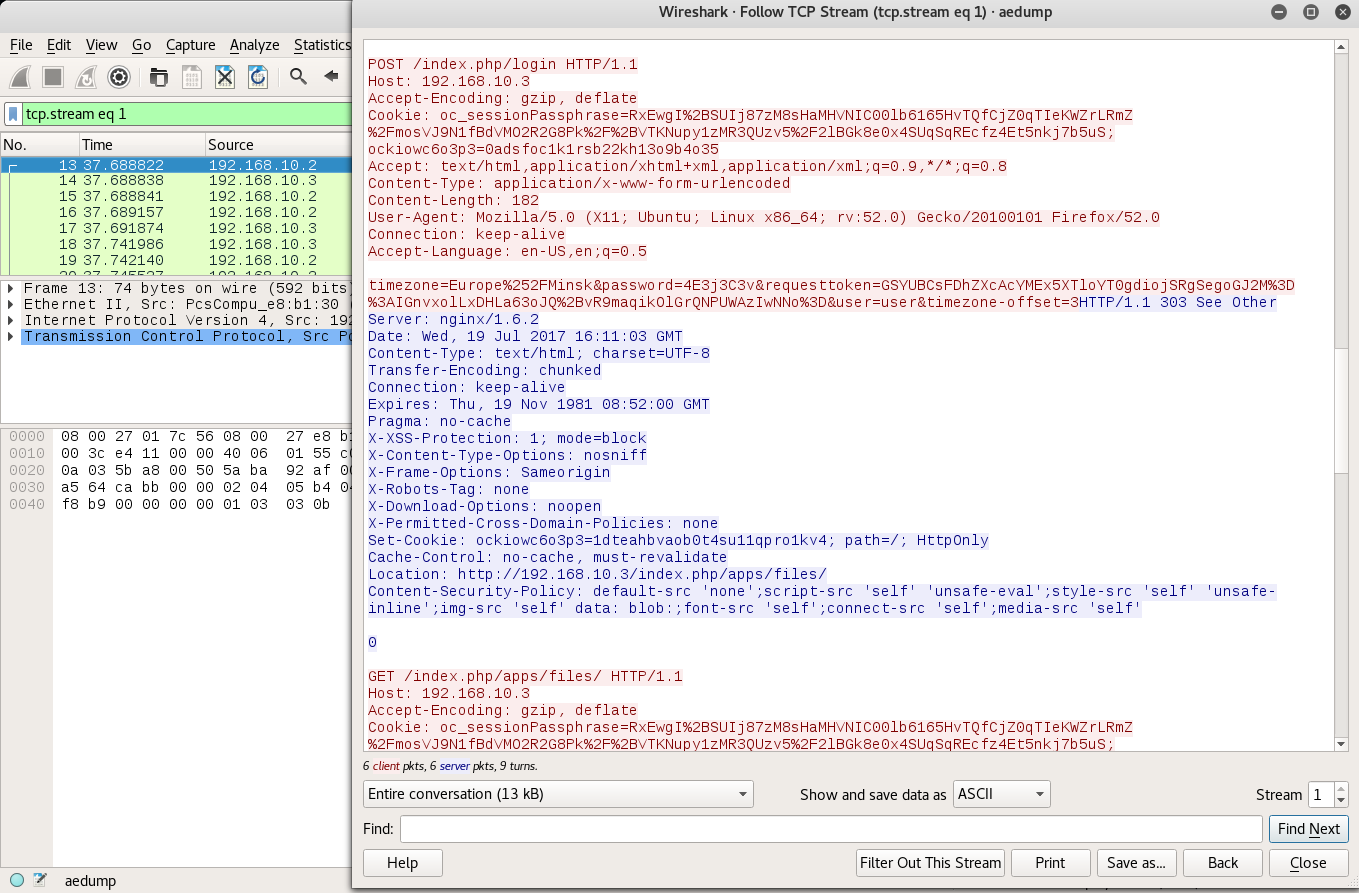 Wireshark · Follow TCP Stream (tcp.stream eq 1) · aedump
File Edit View Go Capture Analyze Statistics
tcp.stream eq 1
No. Time Source
13 37.688822 192.168.10.2
14 37.688838 192.168.10.3
15 37.688841 192.168.10.2
16 37.689157 192.168.10.2
17 37.691874 192.168.10.3
18 37.741986 192.168.10.3
19 37.742140 192.168.10.2
20 37.745527 192.168.10.2
Frame 13: 74 bytes on wire (592 bits
Ethernet II, Src: PcsCompu_e8:b1:30
Internet Protocol Version 4, Src: 192
Transmission Control Protocol, Src Po
0000 08 00 27 01 7c 56 08 00 27 e8 b1
0010 00 3c e4 11 00 00 40 06 01 55 c0
0020 0a 03 5b a8 00 50 5a ba 92 af 00
0030 a5 64 ca bb 00 00 02 04 05 b4 04
0040 f8 b9 00 00 00 00 01 03 03 0b
aedump
POST /index.php/login HTTP/1.1
Host: 192.168.10.3
Accept-Encoding: gzip, deflate
Cookie: oc_sessionPassphrase=RxEwgI%2BSUIj87zM8sHaMHVNIC00lb6165HvTQfCjZ0qTIeKWZrLRmZ
%2FmosVJ9N1fBdVMO2R2G8Pk%2F%2BVTKNupy1zMR3QUzv5%2F2lBGk8e0x4SUqSqREcfz4Et5nkj7b5uS;
ockiowc6o3p3=0adsfoc1k1rsb22kh13o9b4o35
Accept: text/html,application/xhtml+xml,application/xml;q=0.9,*/*;q=0.8
Content-Type: application/x-www-form-urlencoded
Content-Length: 182
User-Agent: Mozilla/5.0 (X11; Ubuntu; Linux x86_64; rv:52.0) Gecko/20100101 Firefox/52.0
Connection: keep-alive
Accept-Language: en-US,en;q=0.5
timezone=Europe%252FMinsk&password=4E3j3C3v&requesttoken=GSYUBCsFDhZXcAcYMEx5XTloYT0gdiojSRgSegoGJ2M%3D
%3AIGnvxolLxDHLa63oJQ%2BvR9maqikOlGrQNPUWAzIwNNo%3D&user=user&timezone-offset=3HTTP/1.1 303 See Other
Server: nginx/1.6.2
Date: Wed, 19 Jul 2017 16:11:03 GMT
Content-Type: text/html; charset=UTF-8
Transfer-Encoding: chunked
Connection: keep-alive
Expires: Thu, 19 Nov 1981 08:52:00 GMT
Pragma: no-cache
X-XSS-Protection: 1; mode=block
X-Content-Type-Options: nosniff
X-Frame-Options: Sameorigin
X-Robots-Tag: none
X-Download-Options: noopen
X-Permitted-Cross-Domain-Policies: none
Set-Cookie: ockiowc6o3p3=1dteahbvaob0t4su11qpro1kv4; path=/; HttpOnly
Cache-Control: no-cache, must-revalidate
Location: http://192.168.10.3/index.php/apps/files/
Content-Security-Policy: default-src 'none';script-src 'self' 'unsafe-eval';style-src 'self' 'unsafe-
inline';img-src 'self' data: blob:;font-src 'self';connect-src 'self';media-src 'self'
0
GET /index.php/apps/files/ HTTP/1.1
Host: 192.168.10.3
Accept-Encoding: gzip, deflate
Cookie: oc_sessionPassphrase=RxEwgI%2BSUIj87zM8sHaMHVNIC00lb6165HvTQfCjZ0qTIeKWZrLRmZ
%2FmosVJ9N1fBdVMO2R2G8Pk%2F%2BVTKNupy1zMR3QUzv5%2F2lBGk8e0x4SUqSqREcfz4Et5nkj7b5uS;
6 client pkts, 6 server pkts, 9 turns.
Entire conversation (13 kB) Show and save data as ASCII Stream 1
Find: Find Next
Help Filter Out This Stream Print Save as... Back Close